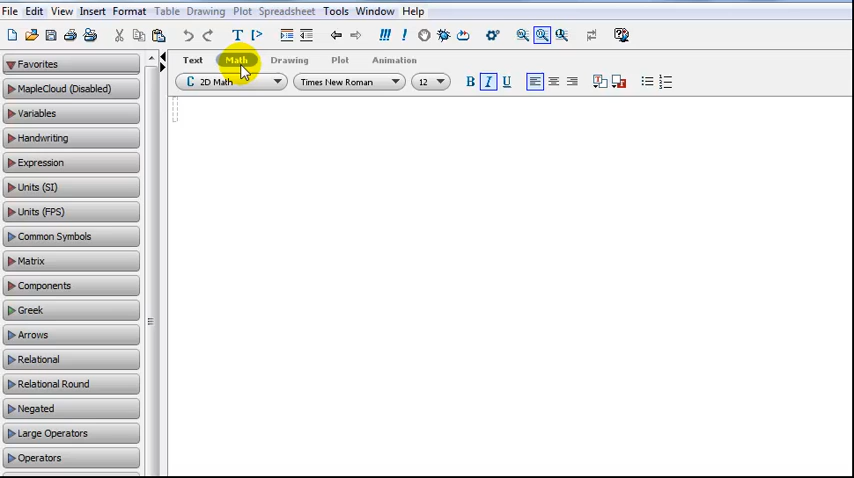 File Edit View Insert Format Table Drawing Plot Spreadsheet Tools Window Help
Text Math Drawing Plot Animation
C 2D Math Times New Roman 12 B I U
Favorites
MapleCloud (Disabled)
Variables
Handwriting
Expression
Units (SI)
Units (FPS)
Common Symbols
Matrix
Components
Greek
Arrows
Relational
Relational Round
Negated
Large Operators
Operators